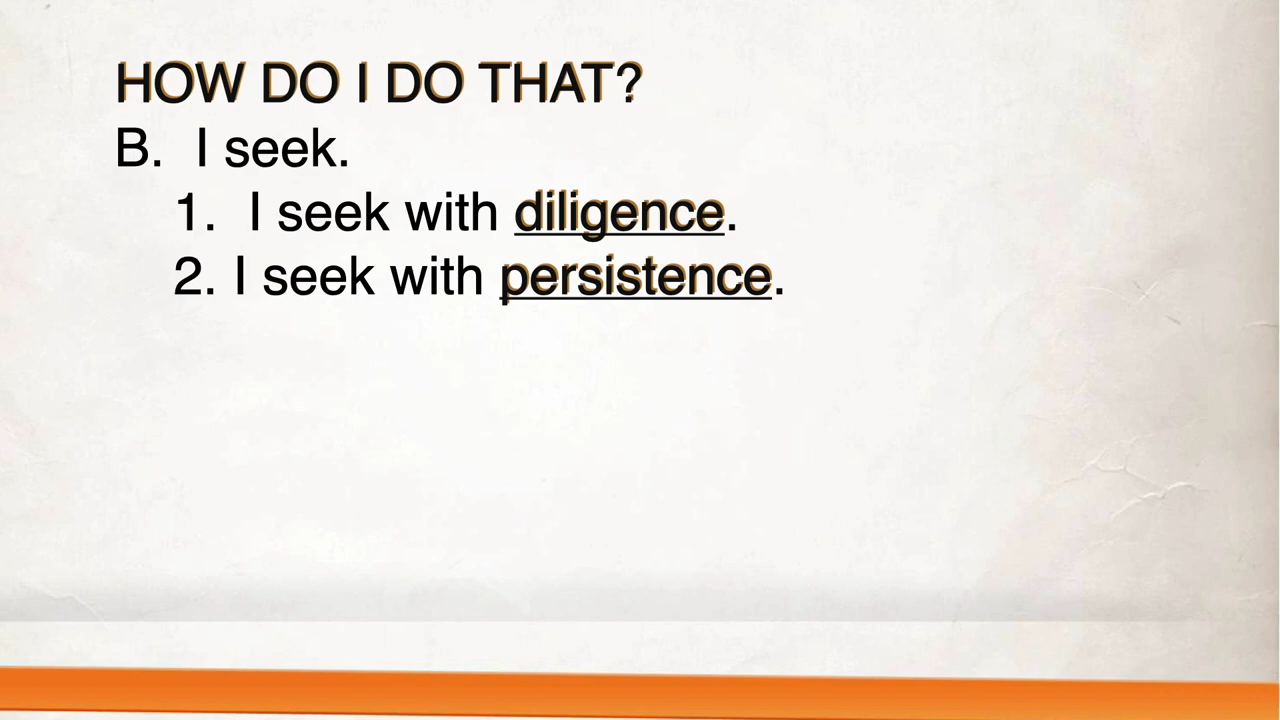 HOW DO I DO THAT?
B. I seek.
1. I seek with diligence.
2. I seek with persistence.